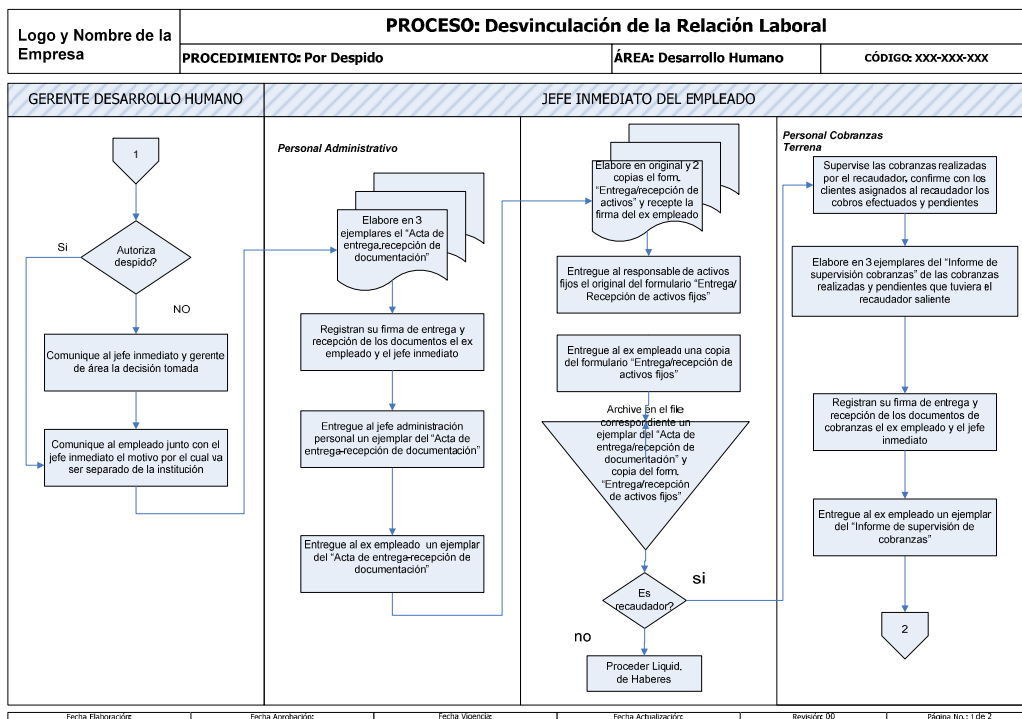 Logo y Nombre de la
Empresa
PROCESO: Desvinculación de la Relación Laboral
PROCEDIMIENTO: Por Despido
ÁREA: Desarrollo Humano
CÓDIGO: XXX-XXX-XXX
GERENTE DESARROLLO HUMANO
JEFE INMEDIATO DEL EMPLEADO
1
Si
Autoriza
despido?
NO
Comunique al jefe inmediato y gerente
de área la decisión tomada
Comunique al empleado junto con el
jefe inmediato el motivo por el cual va
ser separado de la institución
Personal Administrativo
Elabore en 3
ejemplares el “Acta de
entrega,recepción de
documentación”
Registran su firma de entrega y
recepción de los documentos el ex
empleado y el jefe inmediato
Entregue al jefe administración
personal un ejemplar del “Acta de
entrega-recepción de documentación”
Entregue al ex empleado un ejemplar
del “Acta de entrega-recepción de
documentación”
Elabore en original y 2
copias el form.
“Entrega/recepción de
activos” y recepte la
firma del ex empleado
Entregue al responsable de activos
fijos el original del formulario “Entrega/
Recepción de activos fijos”
Entregue al ex empleado una copia
del formulario “Entrega/recepción de
activos fijos”
Archive en el file
correspondiente un
ejemplar del “Acta de
entrega/recepción de
documentación” y
copia del form.
“Entrega/recepción
de activos fijos”
Es
recaudador?
si
no
Proceder Liquid.
de Haberes
Personal Cobranzas
Terrena
Supervise las cobranzas realizadas
por el recaudador, confirme con los
clientes asignados al recaudador los
cobros efectuados y pendientes
Elabore en 3 ejemplares del “Informe de
supervisión cobranzas” de las cobranzas
realizadas y pendientes que tuviera el
recaudador saliente
Registran su firma de entrega y
recepción de los documentos de
cobranzas el ex empleado y el jefe
inmediato
Entregue al ex empleado un ejemplar
del “Informe de supervisión de
cobranzas”
2
Fecha Elaboración:
Fecha Aprobación:
Fecha Vigencia:
Fecha Actualización:
Revisión: 00
Página No.: 1 de 2